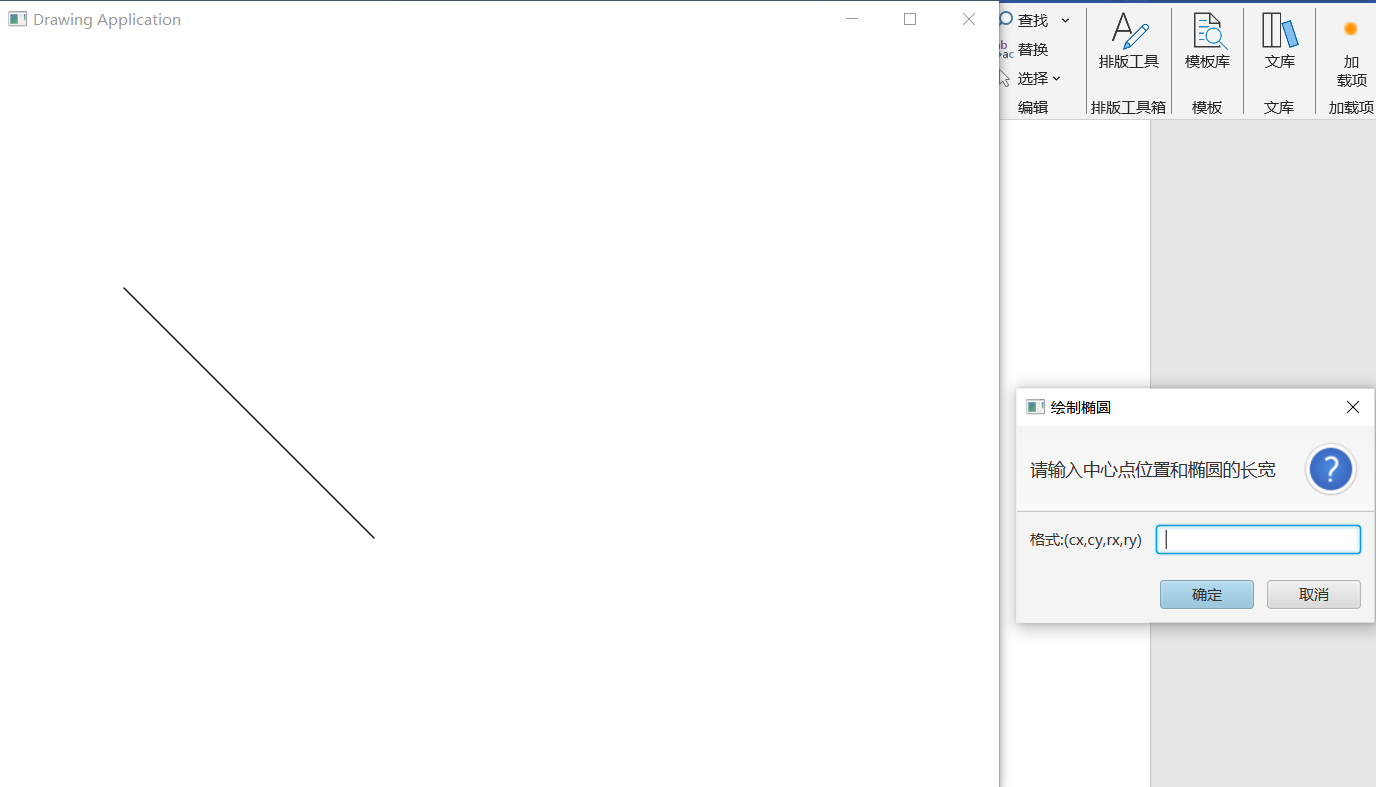 Drawing Application
查找
替换
选择
编辑
排版工具
排版工具箱
模板库
模板
文库
文库
加
载项
加载项
绘制椭圆
请输入中心点位置和椭圆的长宽
格式:(cx,cy,rx,ry)
确定
取消